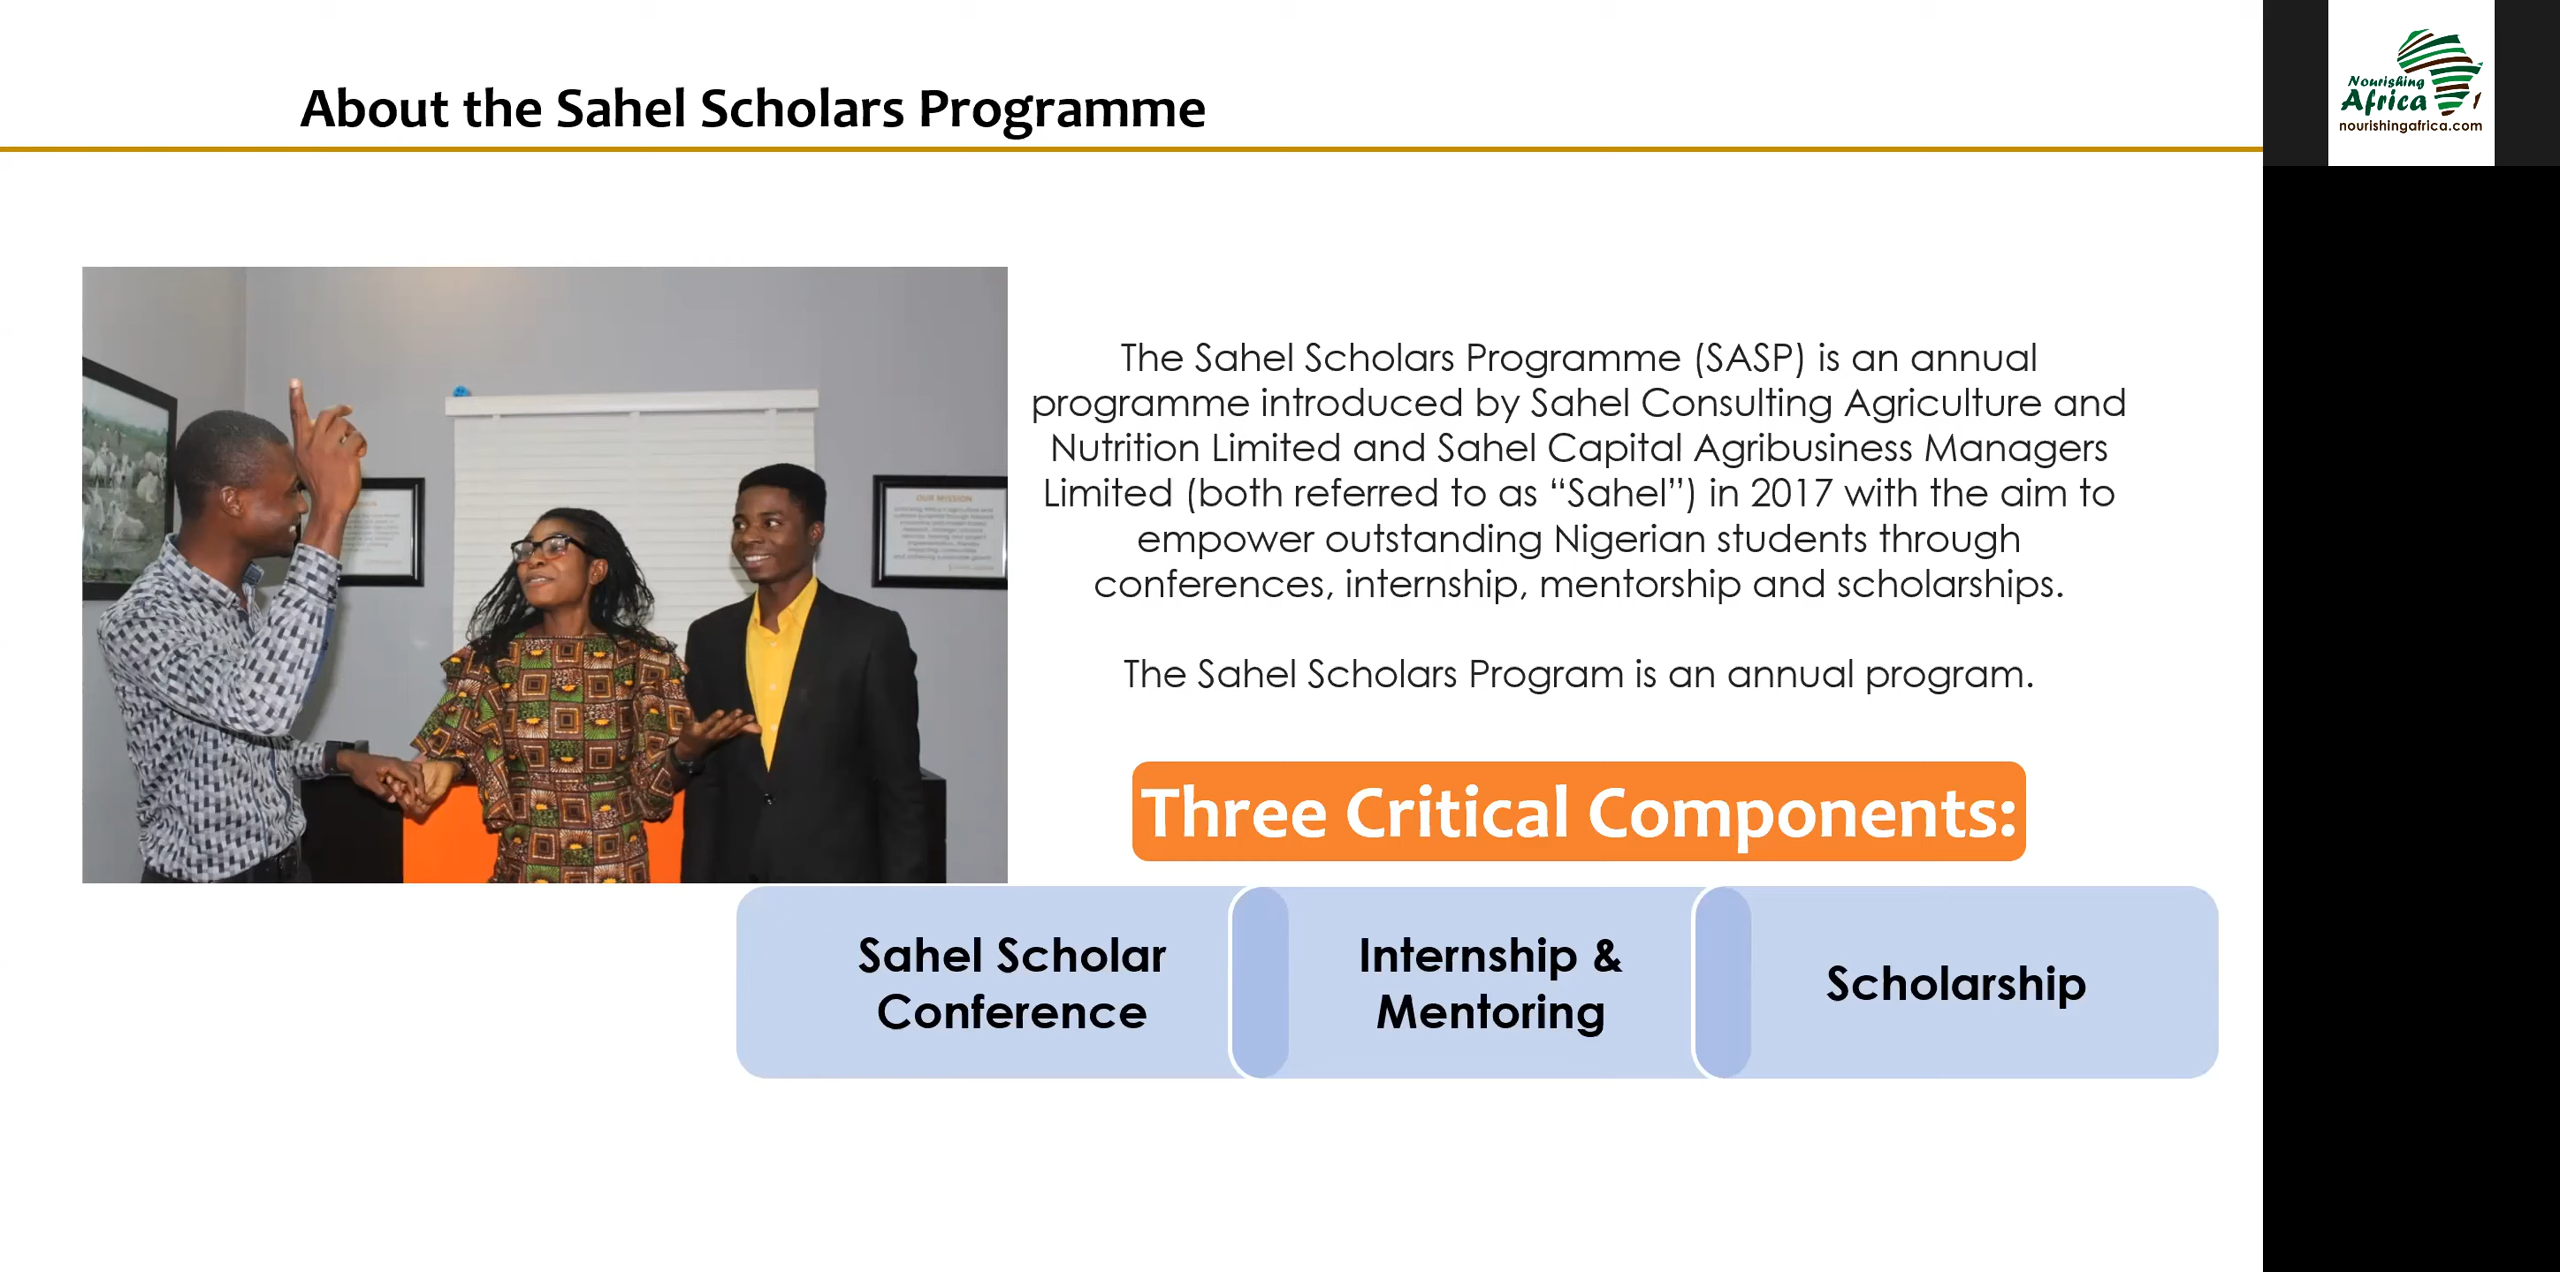 About the Sahel Scholars Programme
Nourishing
Africa
nourishingafrica.com
The Sahel Scholars Programme (SASP) is an annual
programme introduced by Sahel Consulting Agriculture and
Nutrition Limited and Sahel Capital Agribusiness Managers
Limited (both referred to as “Sahel”) in 2017 with the aim to
empower outstanding Nigerian students through
conferences, internship, mentorship and scholarships.
The Sahel Scholars Program is an annual program.
OUR MISSION
Three Critical Components:
Sahel Scholar
Conference
Internship &
Mentoring
Scholarship